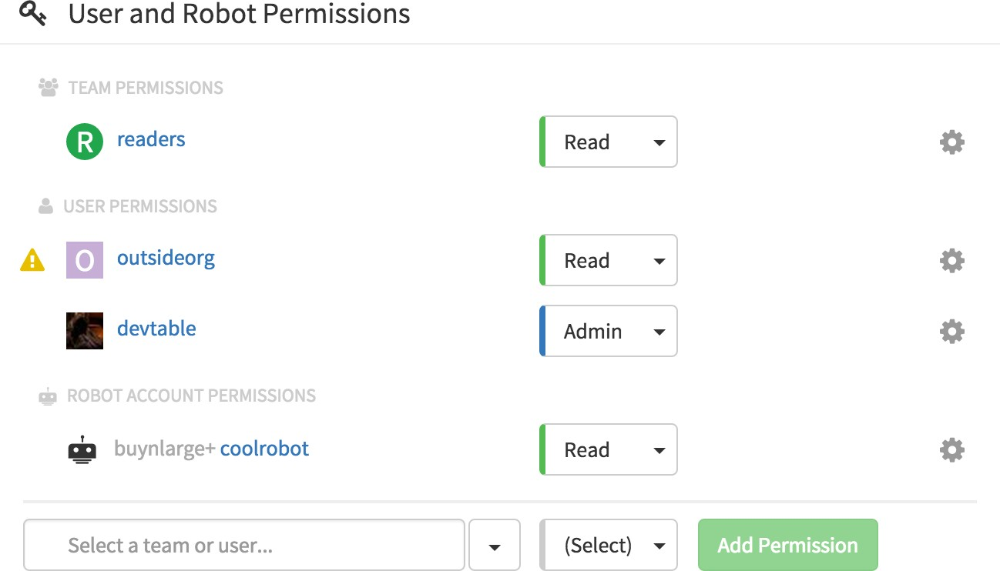 User and Robot Permissions
TEAM PERMISSIONS
R readers Read
USER PERMISSIONS
O outsideorg Read
devtable Admin
ROBOT ACCOUNT PERMISSIONS
buynlarge+ coolrobot Read
Select a team or user... (Select) Add Permission